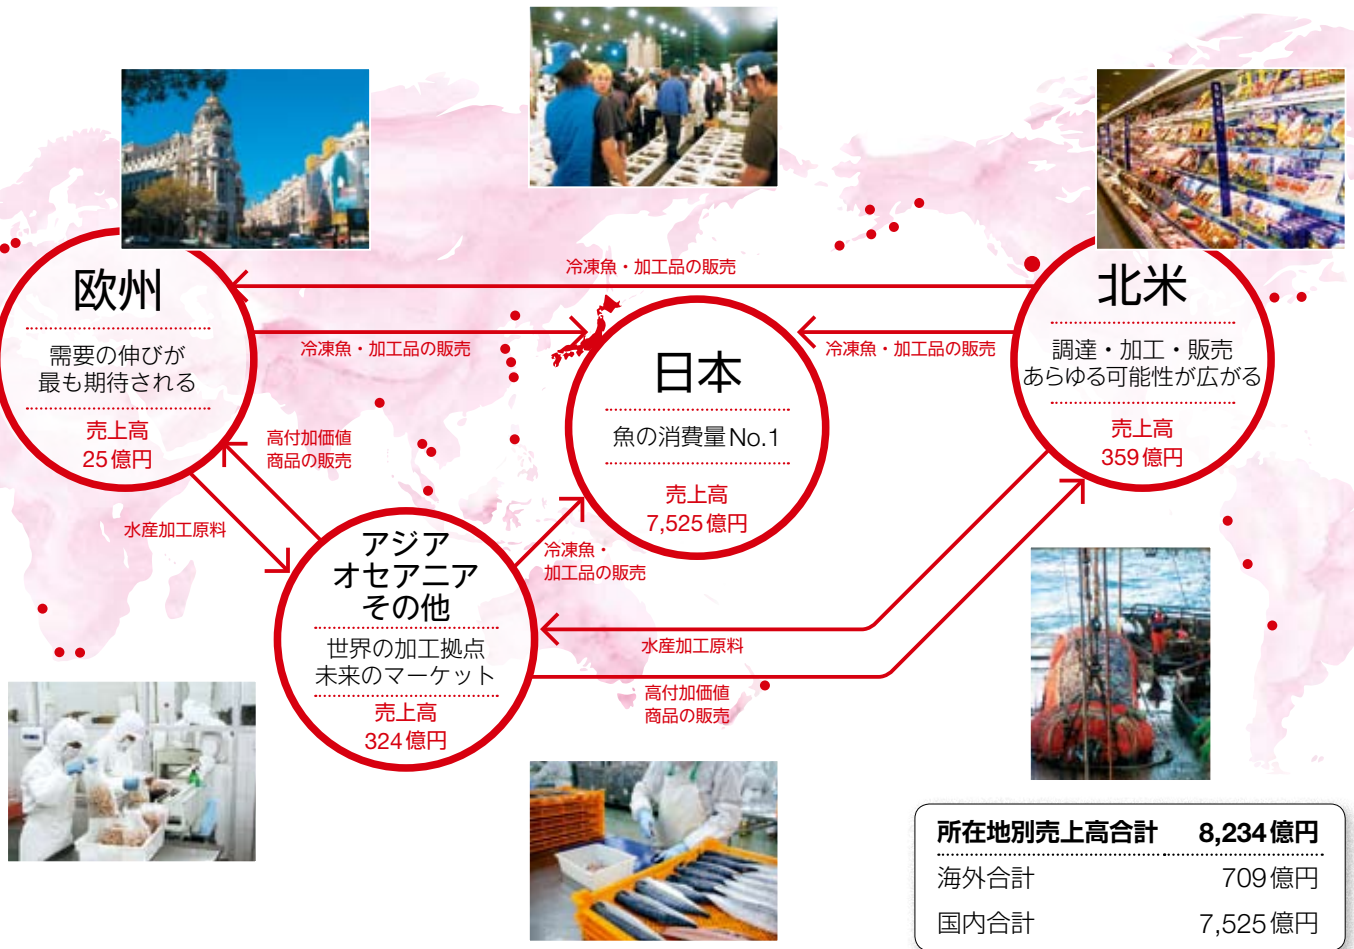 冷凍魚・加工品の販売
欧州
需要の伸びが
最も期待される
売上高
25億円
冷凍魚・加工品の販売
日本
魚の消費量No.1
売上高
7,525億円
冷凍魚・加工品の販売
北米
調達・加工・販売
あらゆる可能性が広がる
売上高
359億円
高付加価値
商品の販売
水産加工原料
アジア
オセアニア
その他
世界の加工拠点
未来のマーケット
売上高
324億円
冷凍魚・
加工品の販売
水産加工原料
高付加価値
商品の販売
所在地別売上高合計 8,234億円
海外合計 709億円
国内合計 7,525億円